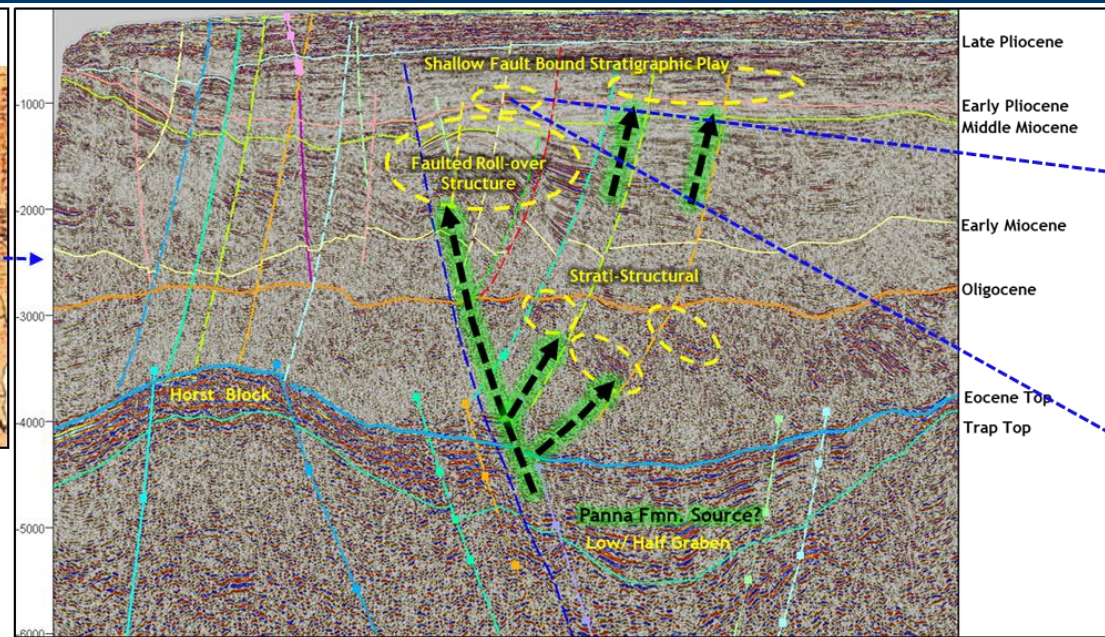 Late Pliocene
Shallow Fault Bound Stratigraphic Play
-1000
Early Pliocene
Middle Miocene
Faulted Roll-over
Structure
-2000
Early Miocene
Strati-Structural
Oligocene
-3000
Horst Block
Eocene Top
-4000
Trap Top
Panna Fmn. Source?
-5000
Low/ Half Graben
-6000